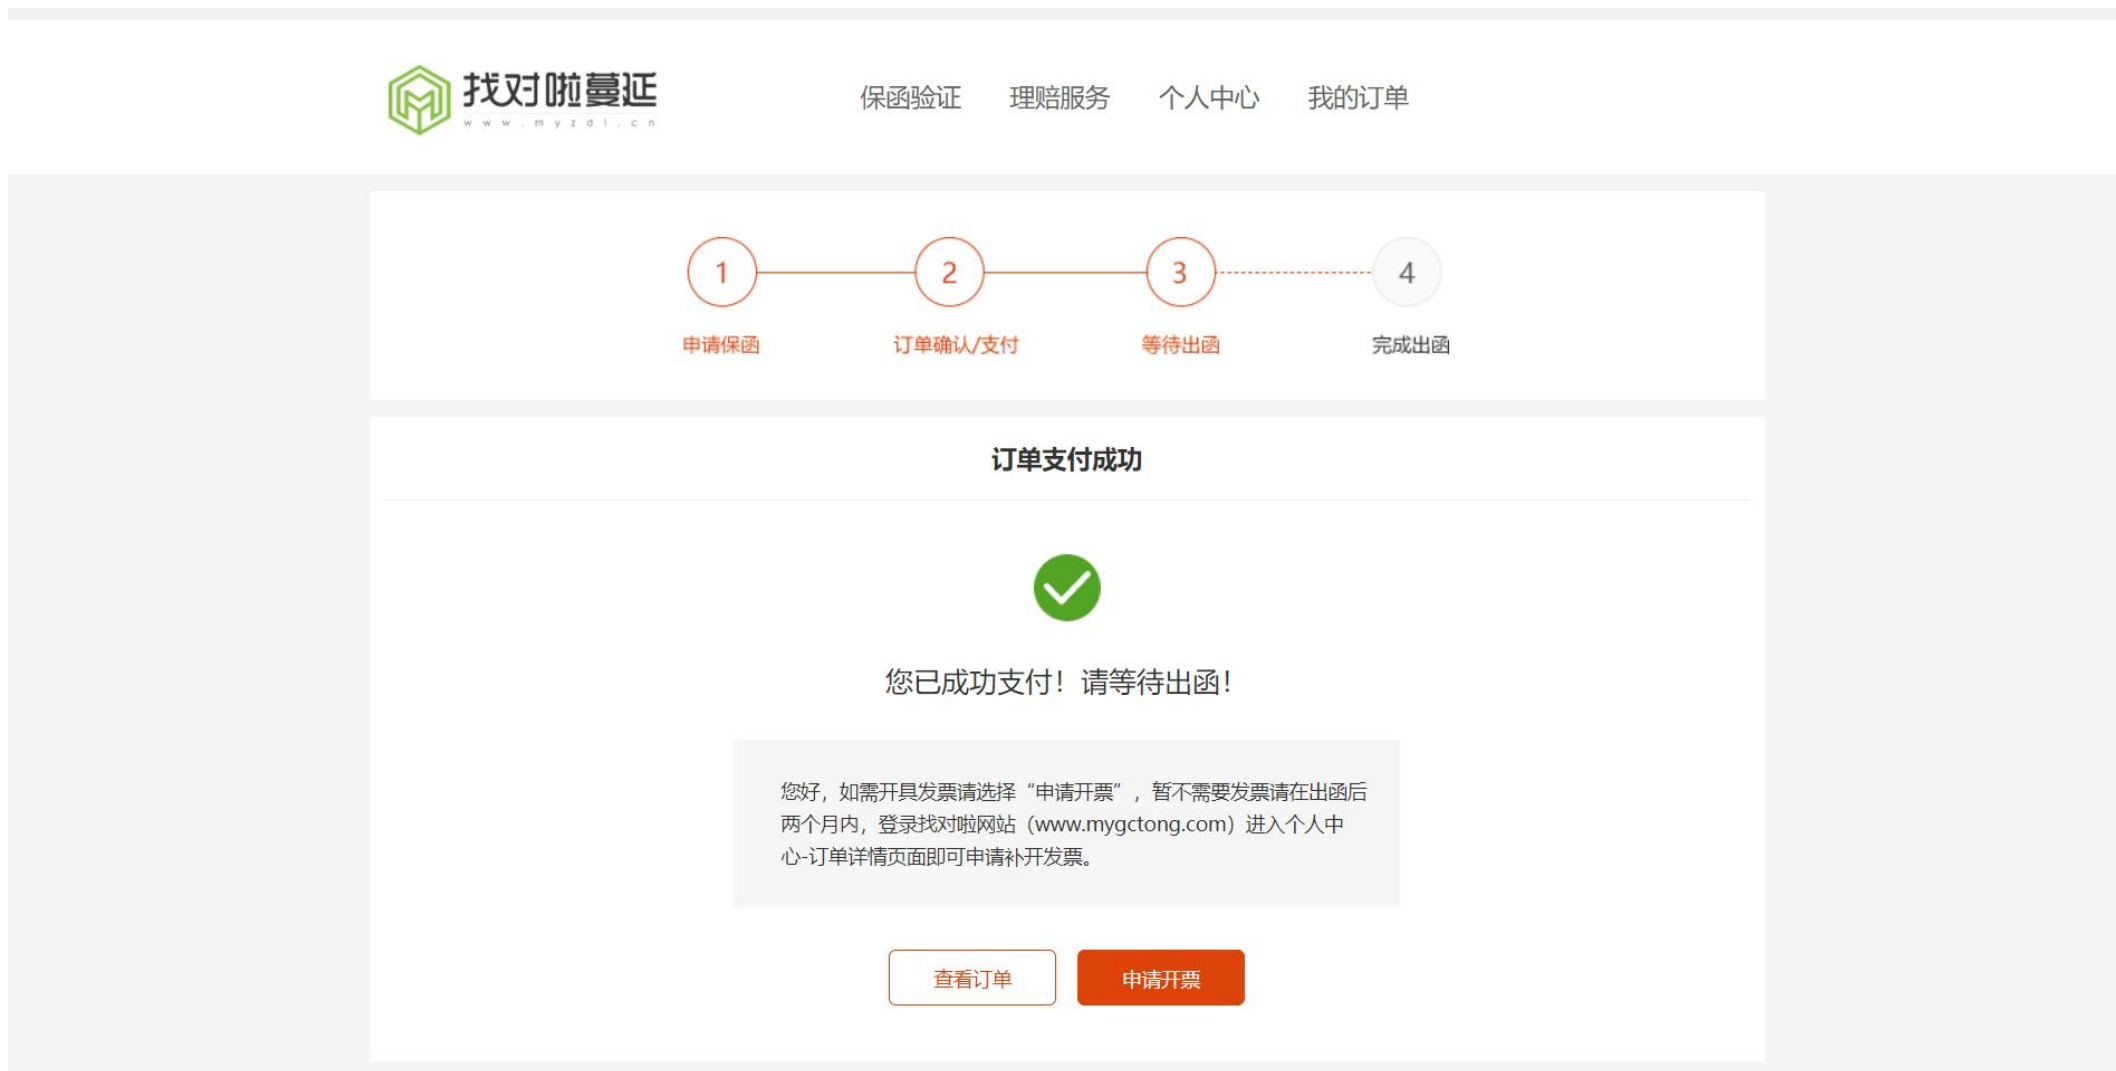 找对啦蔓延
www.myzdl.cn
保函验证 理赔服务 个人中心 我的订单
1 2 3 4
申请保函 订单确认/支付 等待出函 完成出函
订单支付成功
您已成功支付！请等待出函！
您好，如需开具发票请选择“申请开票”，暂不需要发票请在出函后
两个月内，登录找对啦网站（www.mygctong.com）进入个人中
心-订单详情页面即可申请补开发票。
查看订单 申请开票